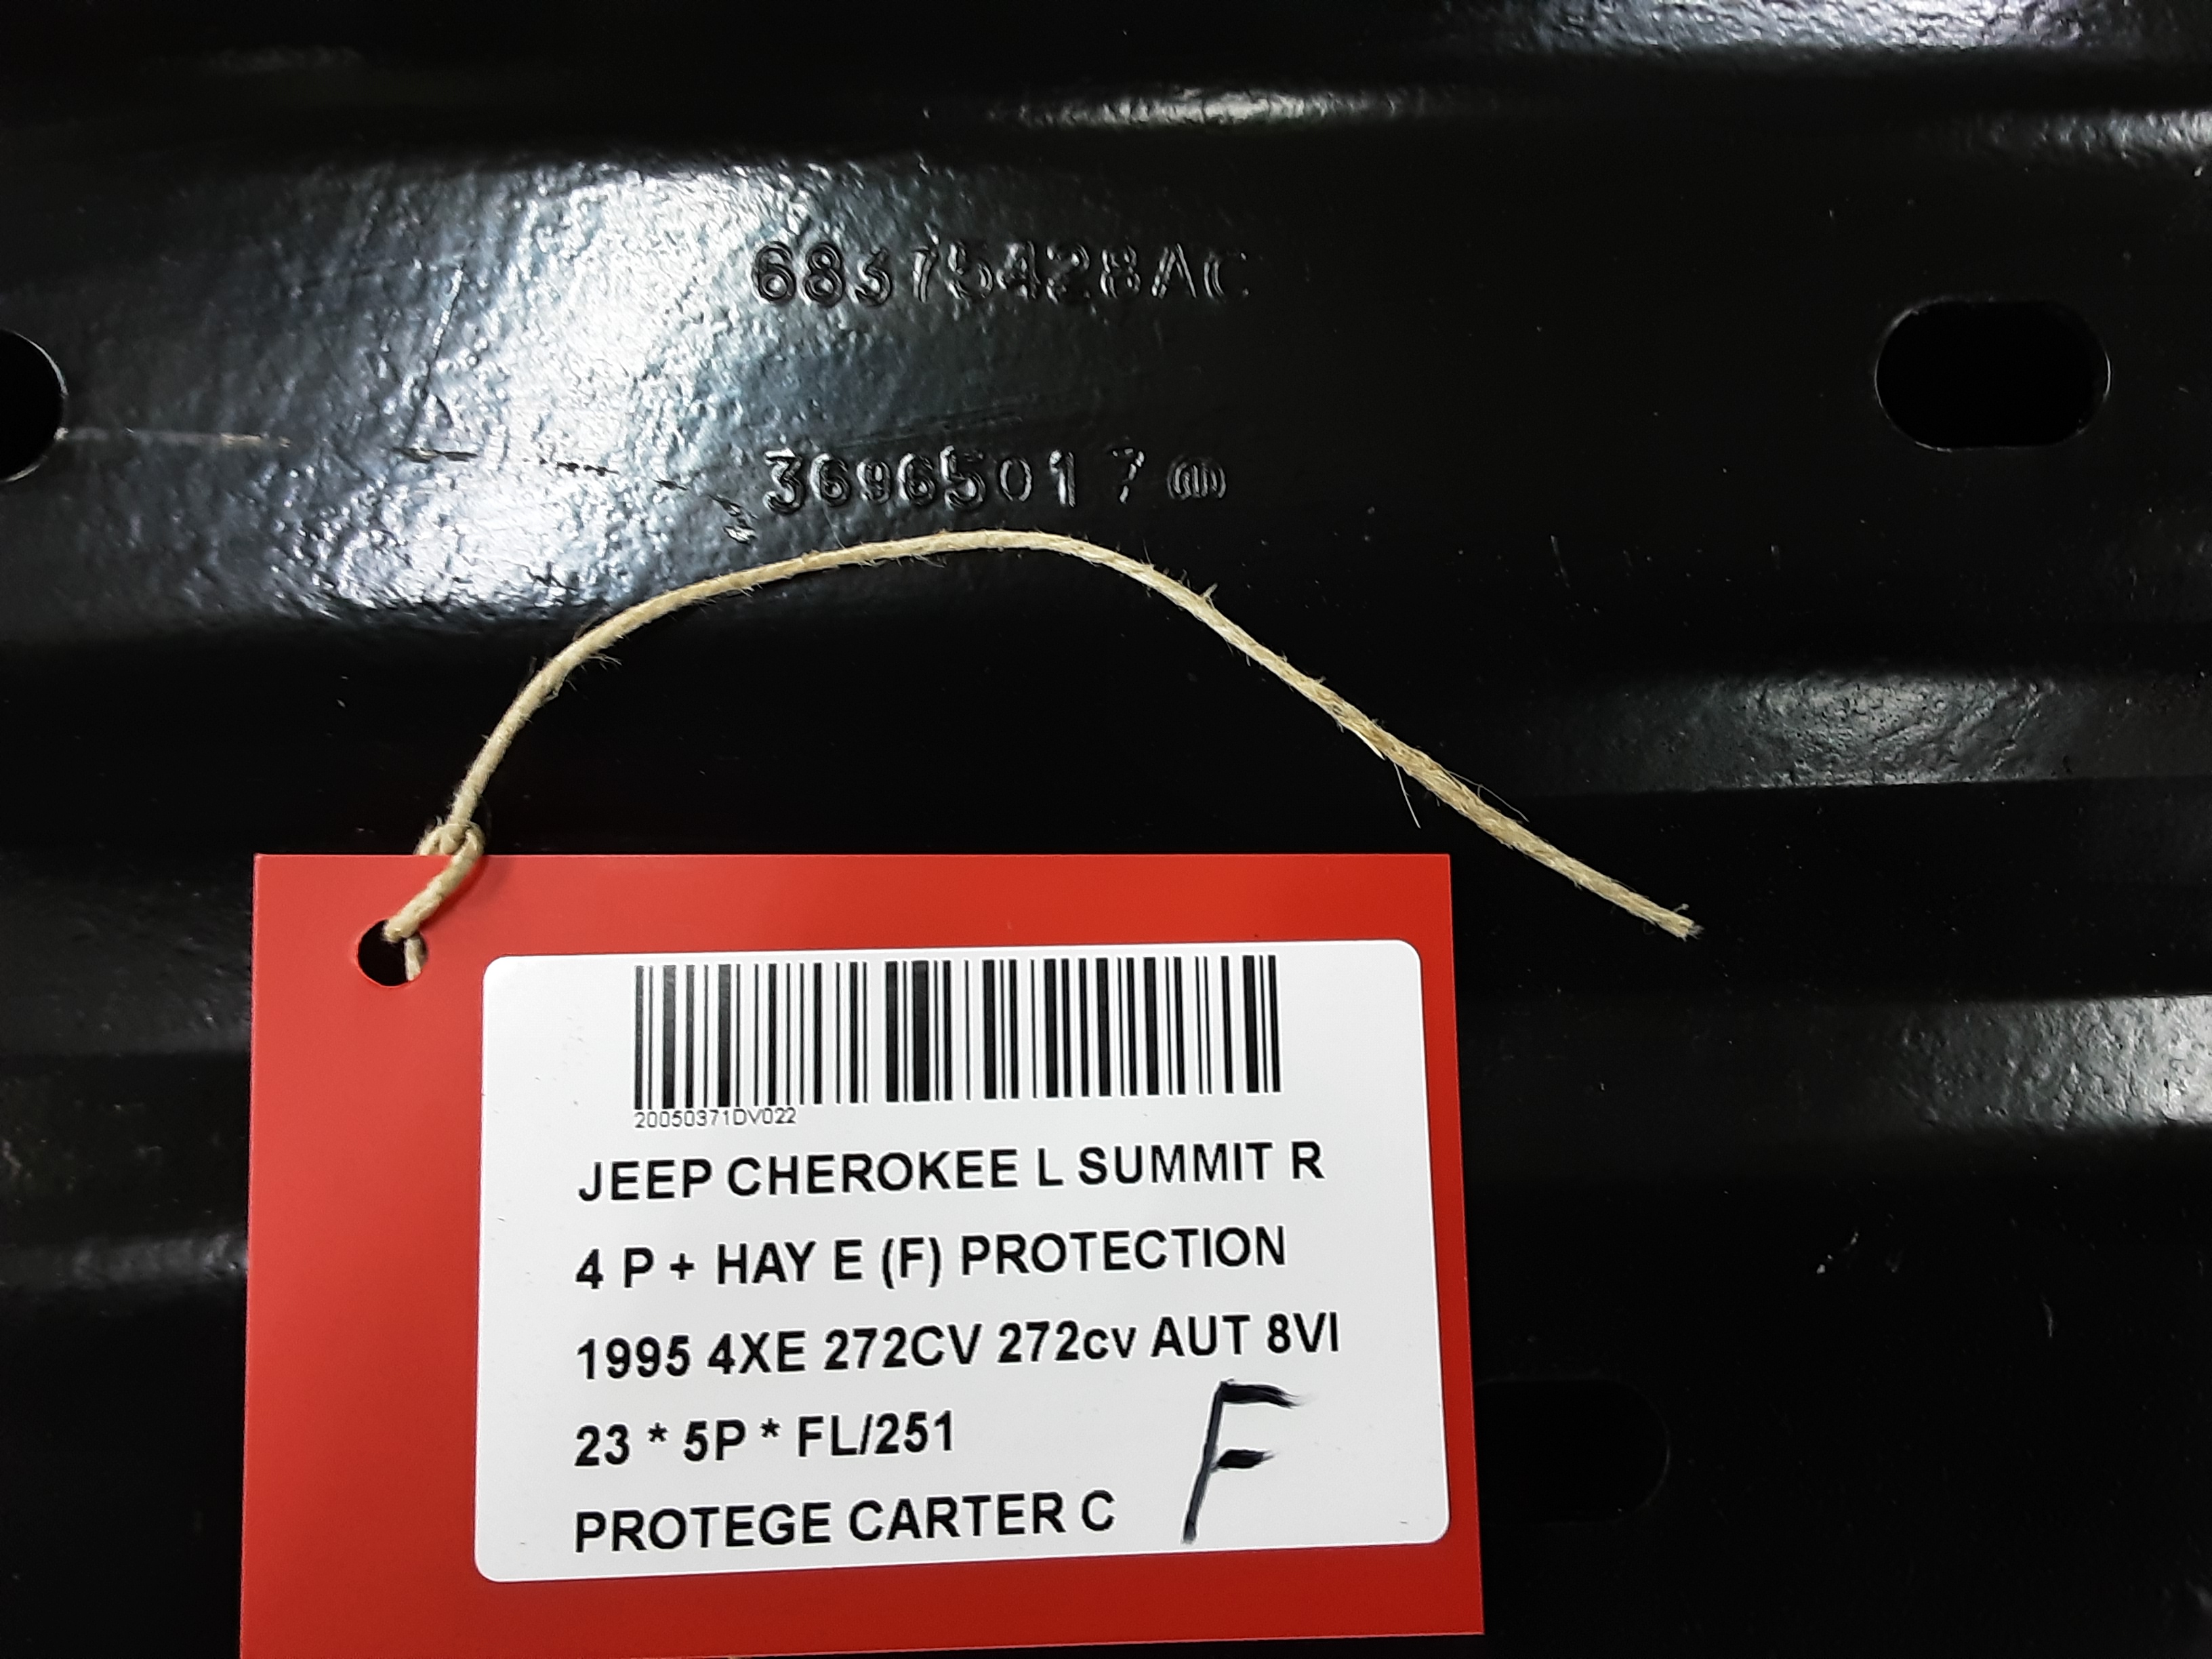 68375428AC
36965017 m
20050371DV022
JEEP CHEROKEE L SUMMIT R
4 P + HAY E (F) PROTECTION
1995 4XE 272CV 272cv AUT 8VI
23 * 5P * FL/251
PROTEGE CARTER C
F